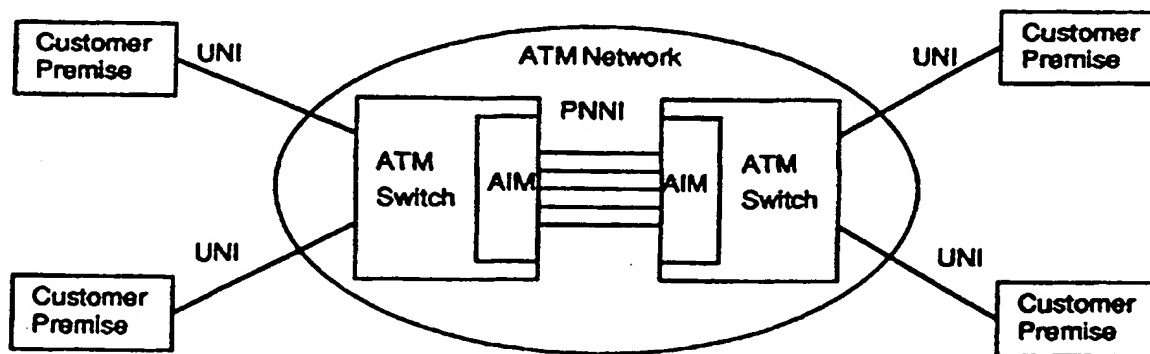 Customer
Premise
UNI
ATM Network
UNI
Customer
Premise
PNNI
ATM
Switch
AIM
AIM
ATM
Switch
UNI
UNI
Customer
Premise
Customer
Premise